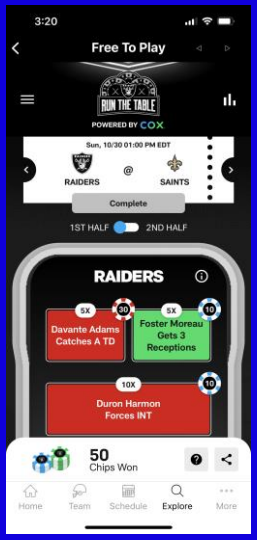 3:20
Free To Play
RUN THE TABLE
POWERED BY COX
Sun, 10/30 01:00 PM EDT
RAIDERS @ SAINTS
Complete
1ST HALF 2ND HALF
RAIDERS
5X 30 5X 10
Davante Adams
Catches A TD
Foster Moreau
Gets 3
Receptions
10X 10
Duron Harmon
Forces INT
50
Chips Won
Home Team Schedule Explore More